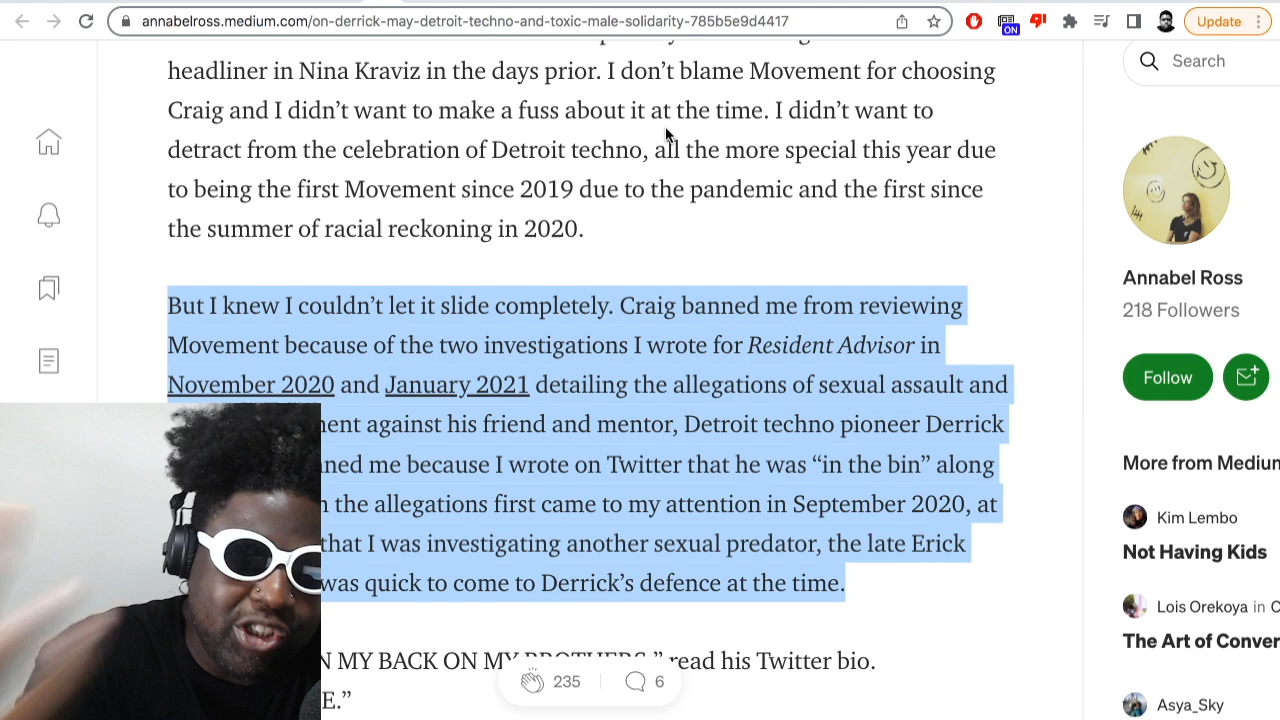 annabelross.medium.com/on-derrick-may-detroit-techno-and-toxic-male-solidarity-785b5e9d4417
ON
Update
headliner in Nina Kraviz in the days prior. I don’t blame Movement for choosing
Craig and I didn’t want to make a fuss about it at the time. I didn’t want to
detract from the celebration of Detroit techno, all the more special this year due
to being the first Movement since 2019 due to the pandemic and the first since
the summer of racial reckoning in 2020.
But I knew I couldn’t let it slide completely. Craig banned me from reviewing
Movement because of the two investigations I wrote for Resident Advisor in
November 2020 and January 2021 detailing the allegations of sexual assault and
against his friend and mentor, Detroit techno pioneer Derrick
me because I wrote on Twitter that he was “in the bin” along
the allegations first came to my attention in September 2020, at
that I was investigating another sexual predator, the late Erick
was quick to come to Derrick’s defence at the time.
MY BACK ON MY BROTHERS,” read his Twitter bio.
235
6
Search
Annabel Ross
218 Followers
Follow
More from Medium
Kim Lembo
Not Having Kids
Lois Orekoya in
The Art of
Asya_Sky